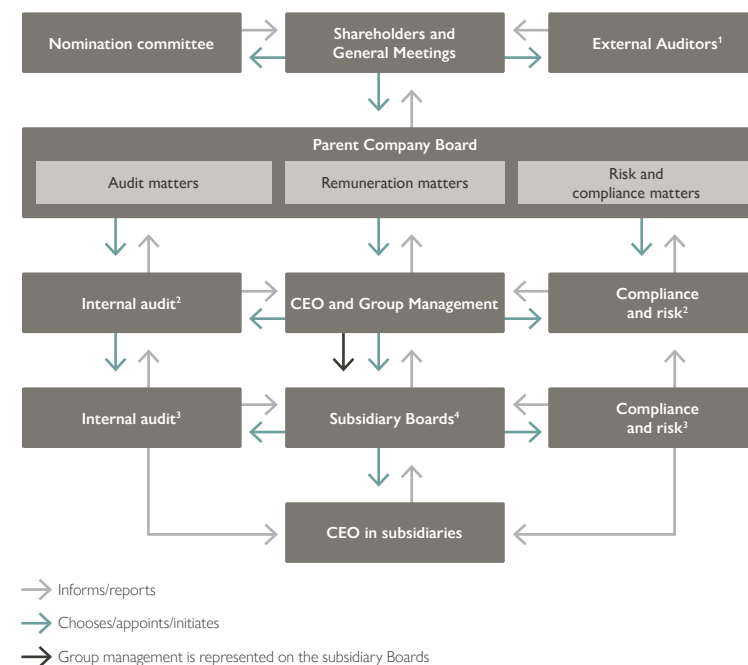 Nomination committee
Shareholders and
General Meetings
External Auditors¹
Parent Company Board
Audit matters
Remuneration matters
Risk and
compliance matters
Internal audit²
CEO and Group Management
Compliance
and risk²
Internal audit³
Subsidiary Boards⁴
Compliance
and risk³
CEO in subsidiaries
Informs/reports
Chooses/appoints/initiates
Group management is represented on the subsidiary Boards